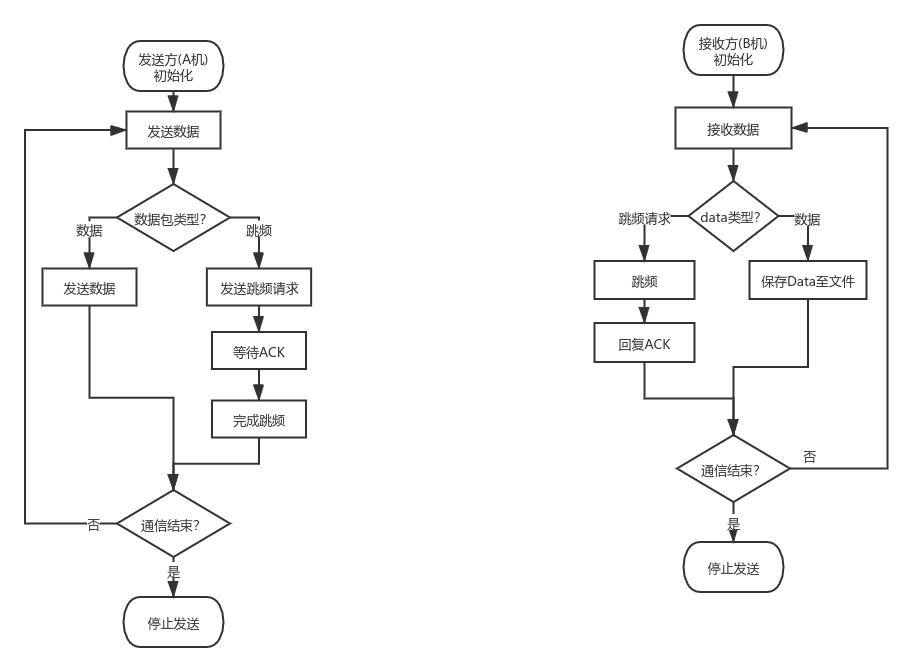 发送方(A机)
初始化
发送数据
数据包类型?
数据
跳频
发送数据
发送跳频请求
等待ACK
完成跳频
通信结束?
否
是
停止发送
接收方(B机)
初始化
接收数据
data类型?
跳频请求
数据
跳频
保存Data至文件
回复ACK
通信结束?
否
是
停止发送